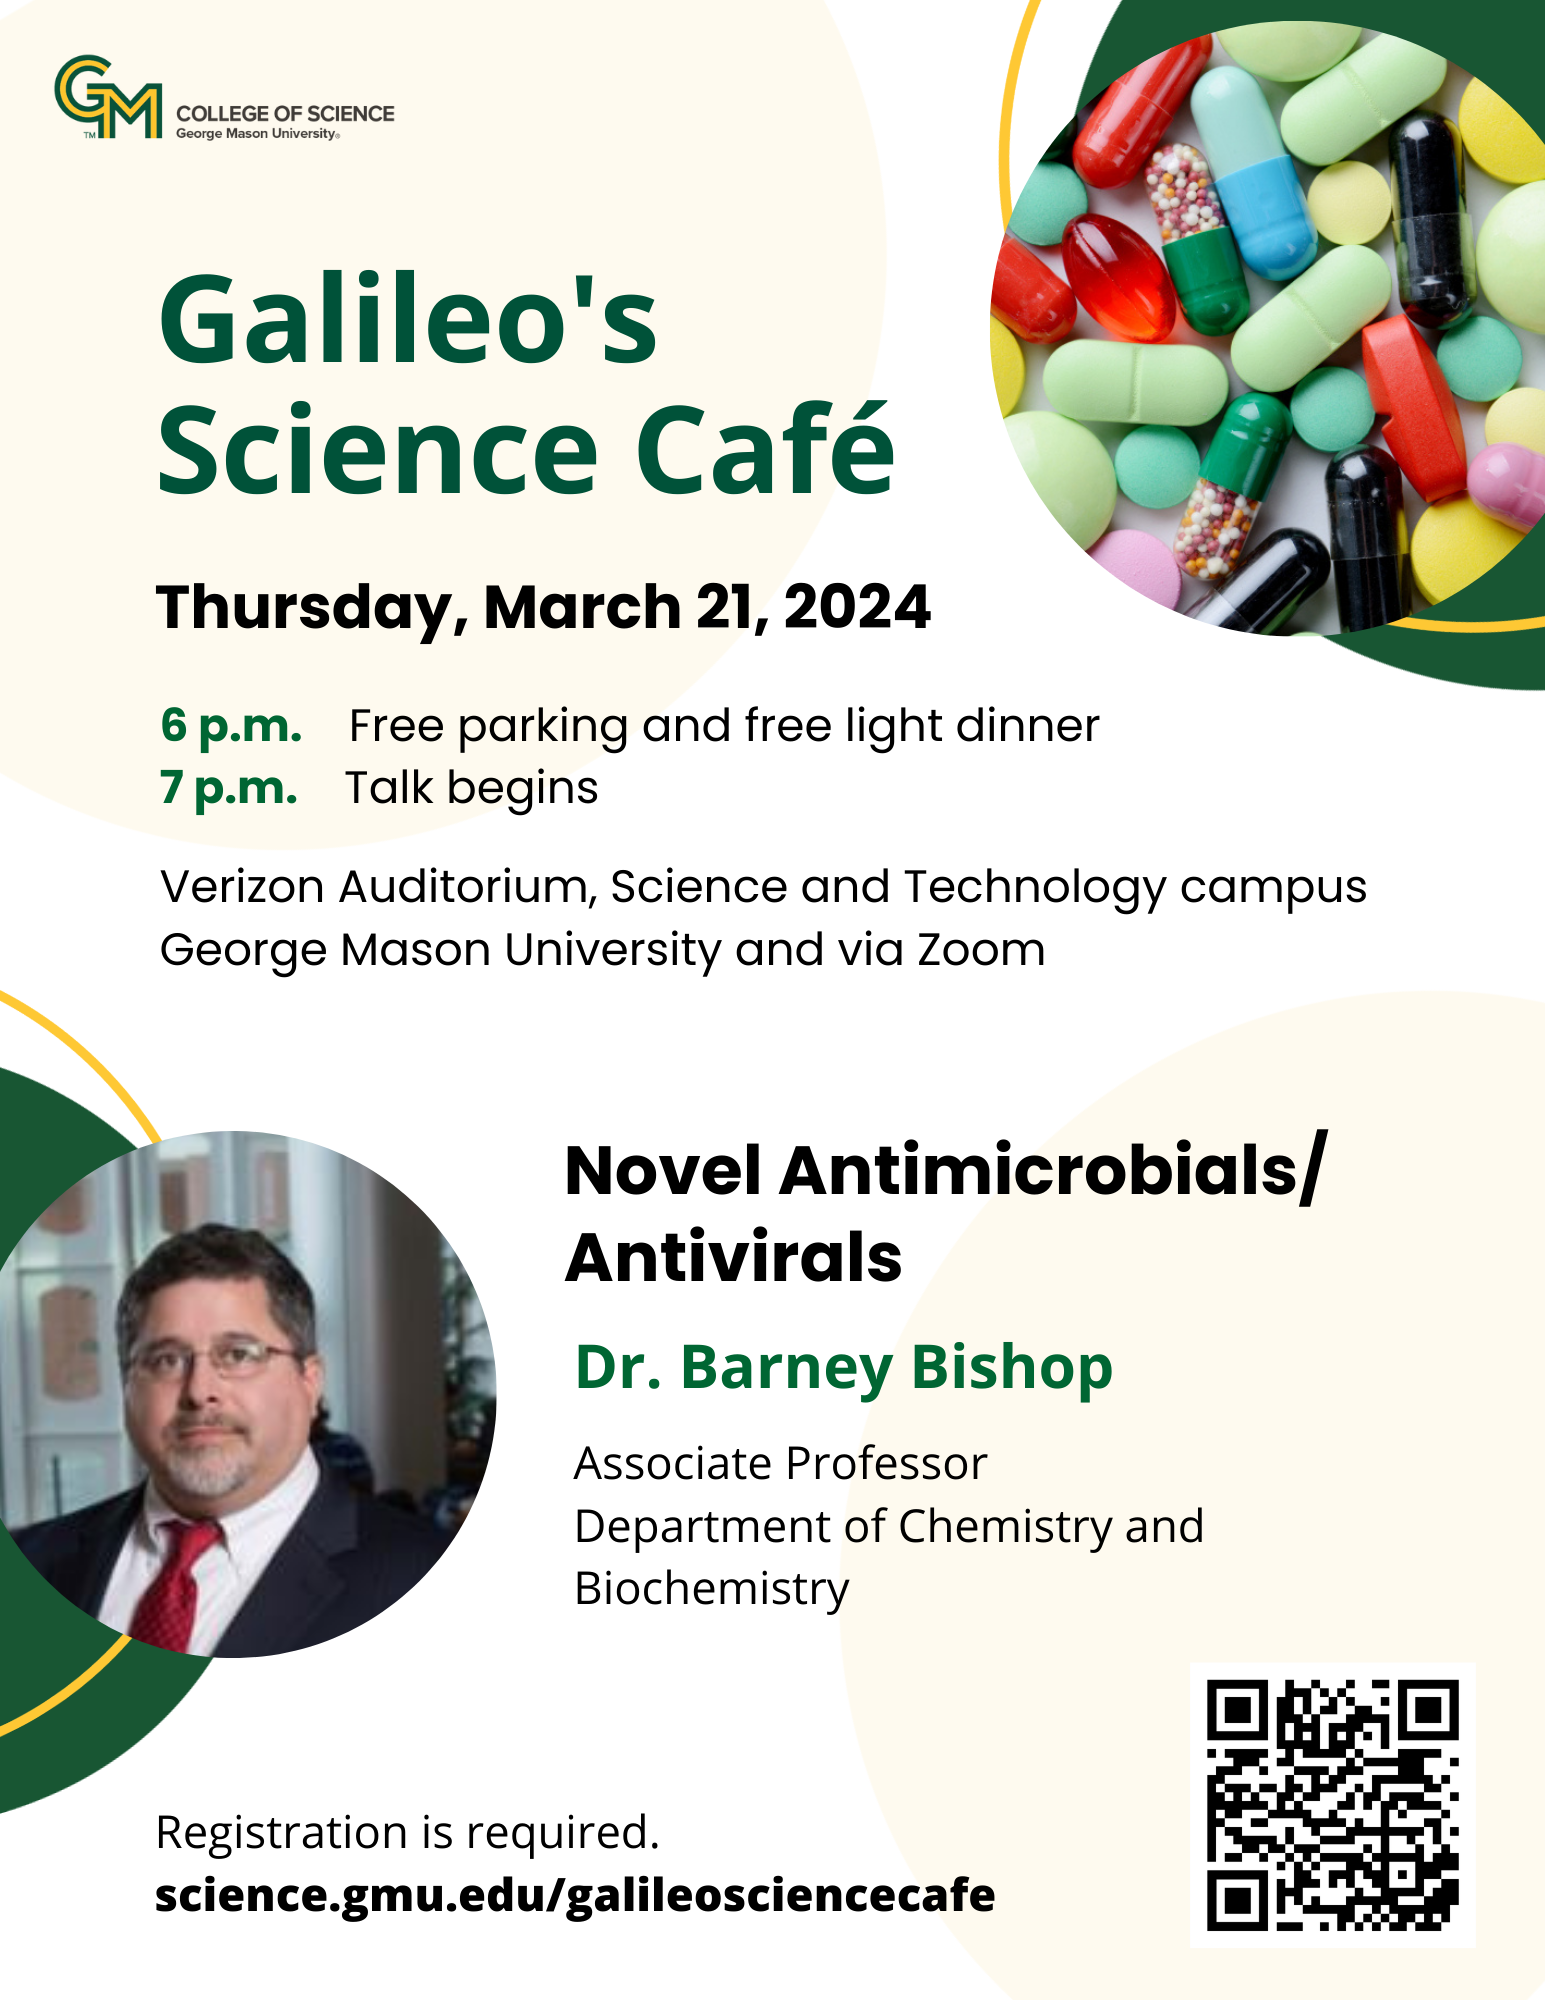 GM
TM
COLLEGE OF SCIENCE
George Mason University®
Galileo's
Science Café
Thursday, March 21, 2024
6 p.m. Free parking and free light dinner
7 p.m. Talk begins
Verizon Auditorium, Science and Technology campus
George Mason University and via Zoom
Novel Antimicrobials/
Antivirals
Dr. Barney Bishop
Associate Professor
Department of Chemistry and
Biochemistry
Registration is required.
science.gmu.edu/galileosciencecafe